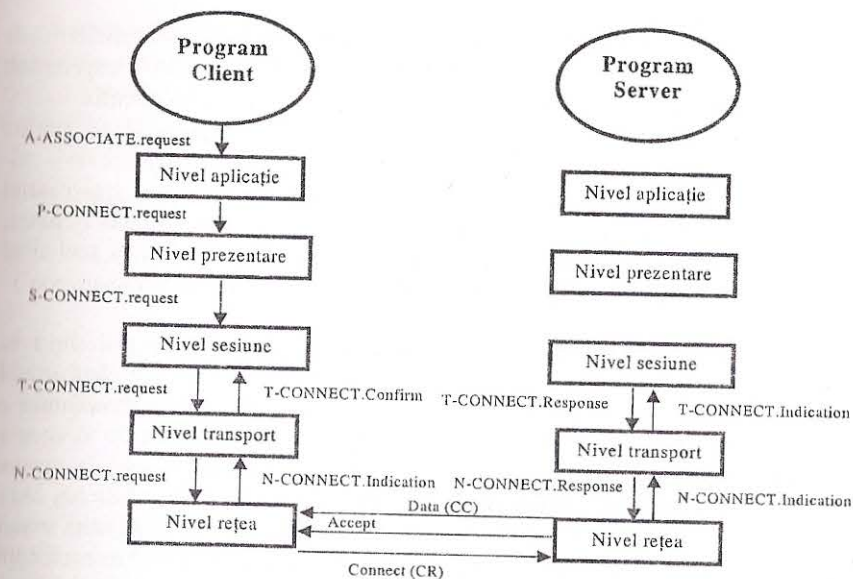 Program
Client
Program
Server
A-ASSOCIATE.request
Nivel aplicație
Nivel aplicație
P-CONNECT.request
Nivel prezentare
Nivel prezentare
S-CONNECT.request
Nivel sesiune
Nivel sesiune
T-CONNECT.request
T-CONNECT.Confirm
T-CONNECT.Response
T-CONNECT.Indication
Nivel transport
Nivel transport
N-CONNECT.request
N-CONNECT.Indication
N-CONNECT.Response
N-CONNECT.Indication
Data (CC)
Nivel rețea
Accept
Nivel rețea
Connect (CR)